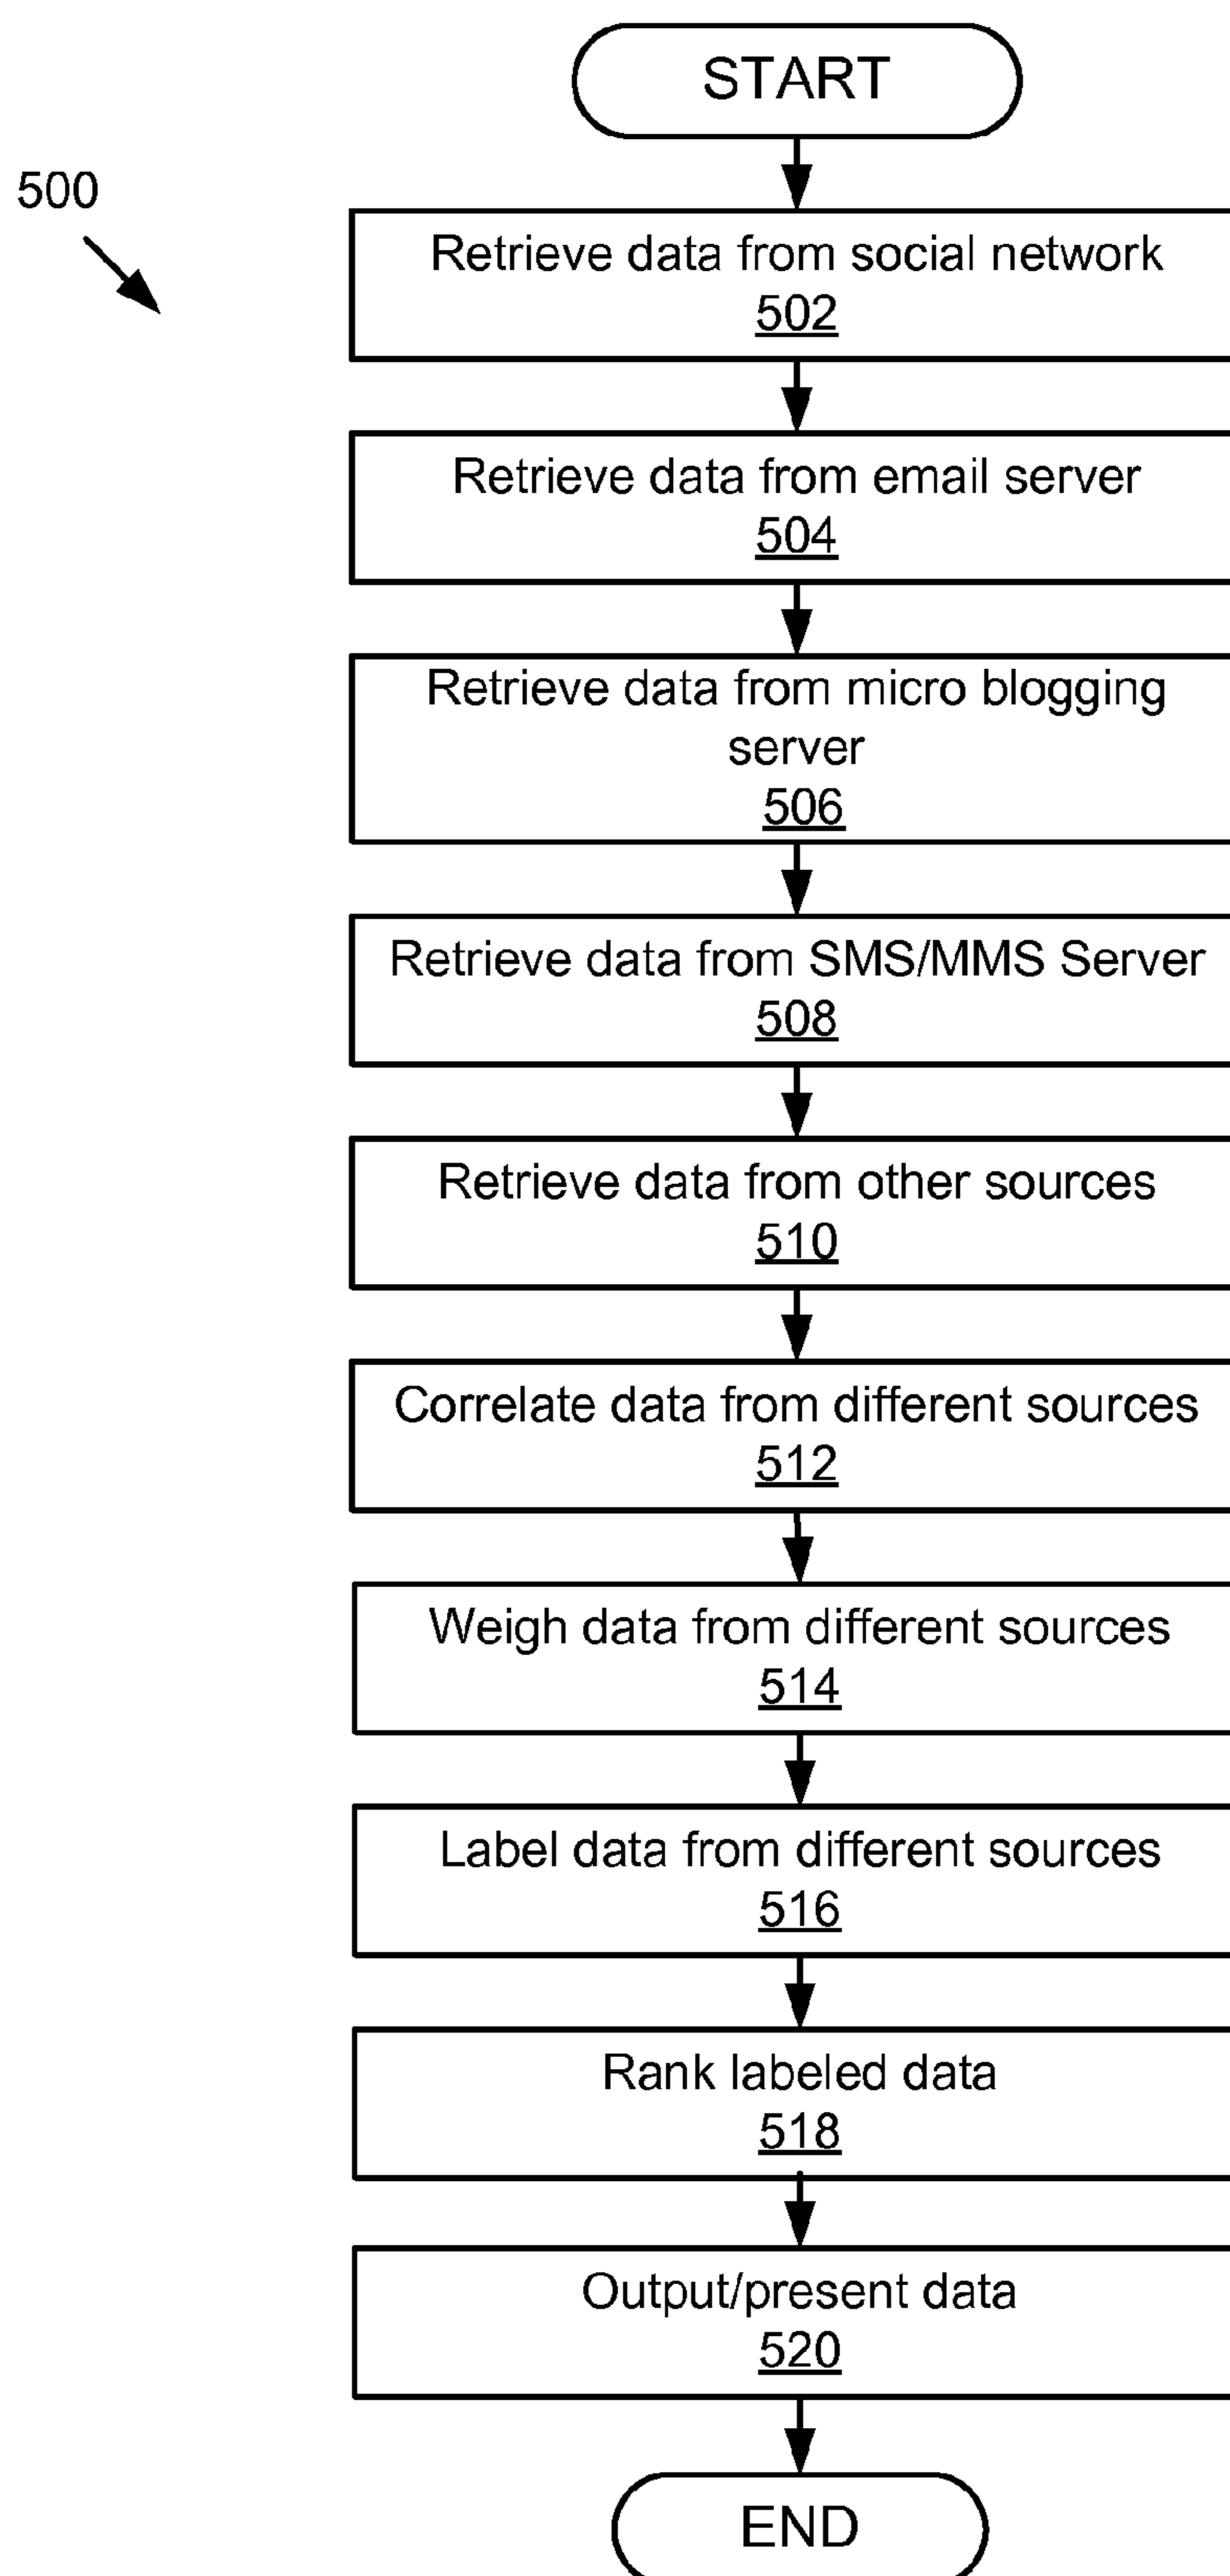 START
500
Retrieve data from social network
502
Retrieve data from email server
504
Retrieve data from micro blogging
server
506
Retrieve data from SMS/MMS Server
508
Retrieve data from other sources
510
Correlate data from different sources
512
Weigh data from different sources
514
Label data from different sources
516
Rank labeled data
518
Output/present data
520
END